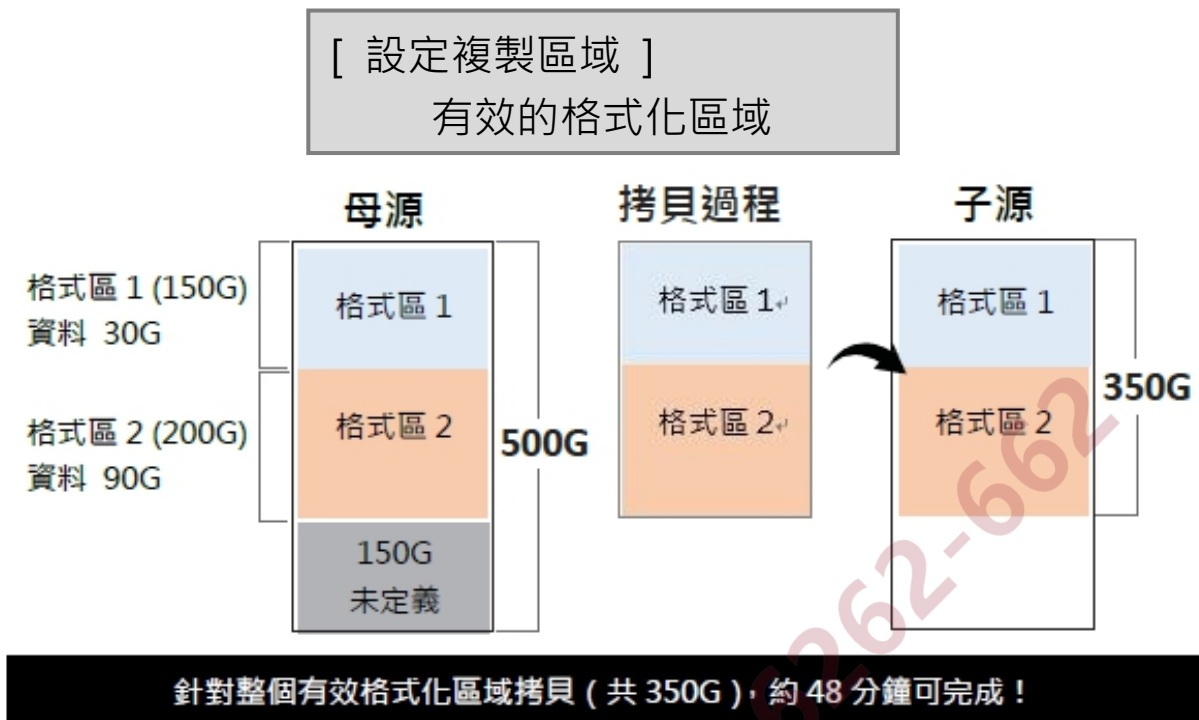 [ 設定複製區域 ]
有效的格式化區域
母源
拷貝過程
子源
格式區 1 (150G)
資料 30G
格式區 1
格式區 1
格式區 1
格式區 2 (200G)
資料 90G
格式區 2
500G
格式區 2
格式區 2
350G
150G
未定義
針對整個有效格式化區域拷貝 ( 共 350G )，約 48 分鐘可完成！
6262-662